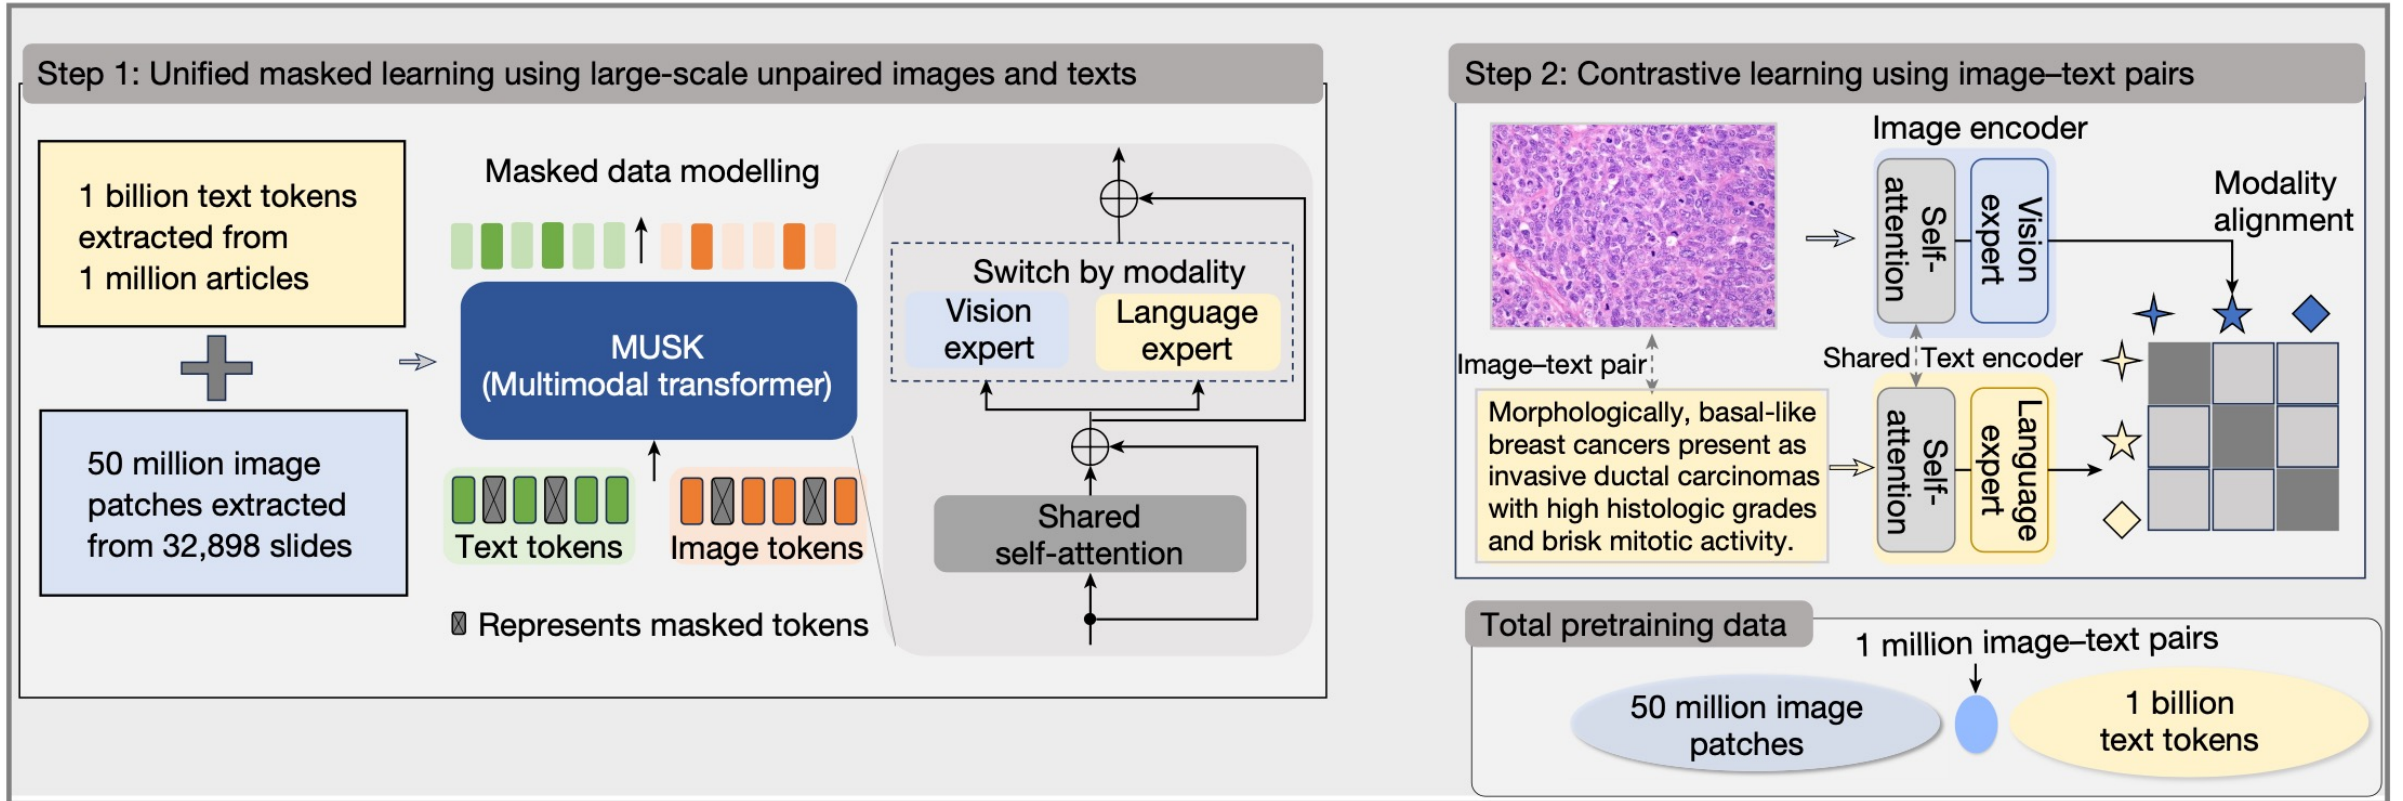 Step 1: Unified masked learning using large-scale unpaired images and texts
1 billion text tokens
extracted from
1 million articles
50 million image
patches extracted
from 32,898 slides
Masked data modelling
MUSK
(Multimodal transformer)
Text tokens
Image tokens
Represents masked tokens
Switch by modality
Vision
expert
Language
expert
Shared
self-attention
Step 2: Contrastive learning using image–text pairs
Image encoder
Self-
attention
Vision
expert
Modality
alignment
Image–text pair
Shared
Text encoder
Morphologically, basal-like
breast cancers present as
invasive ductal carcinomas
with high histologic grades
and brisk mitotic activity.
Self-
attention
Language
expert
Total pretraining data
1 million image–text pairs
50 million image
patches
1 billion
text tokens